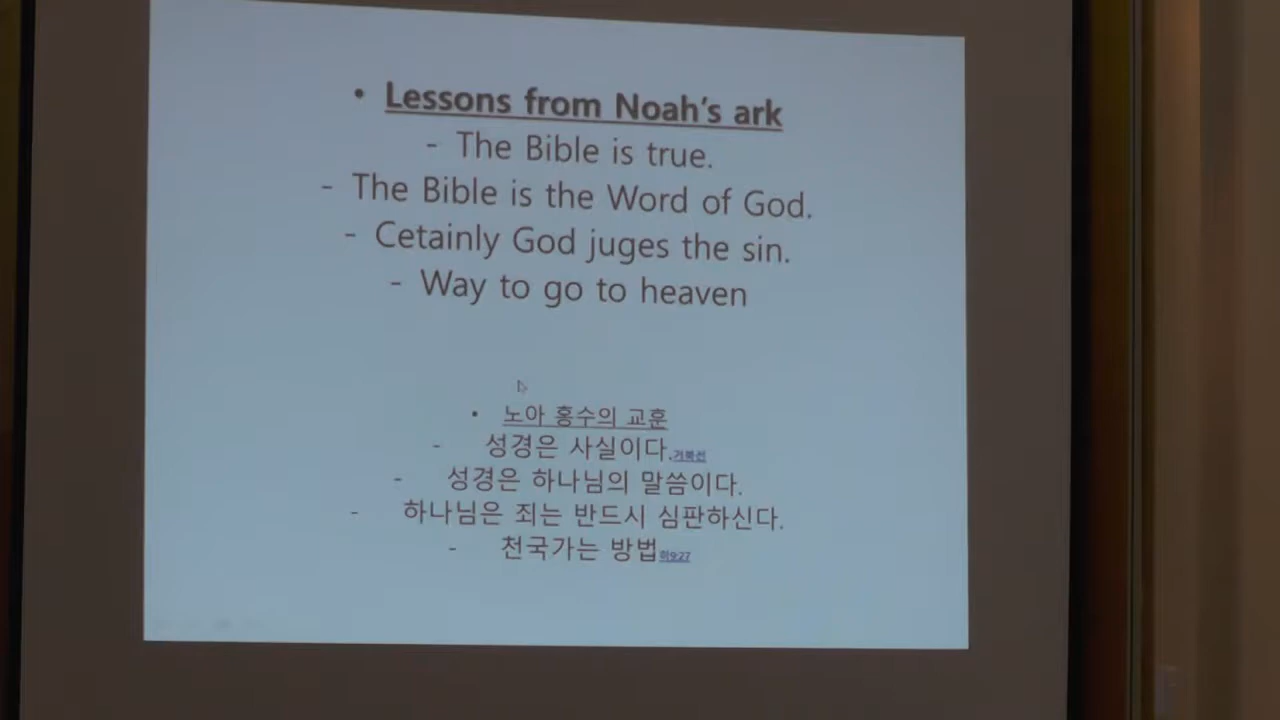 • Lessons from Noah's ark
- The Bible is true.
- The Bible is the Word of God.
- Cetainly God juges the sin.
- Way to go to heaven
• 노아 홍수의 교훈
- 성경은 사실이다.거북선
- 성경은 하나님의 말씀이다.
- 하나님은 죄는 반드시 심판하신다.
- 천국가는 방법히9:27